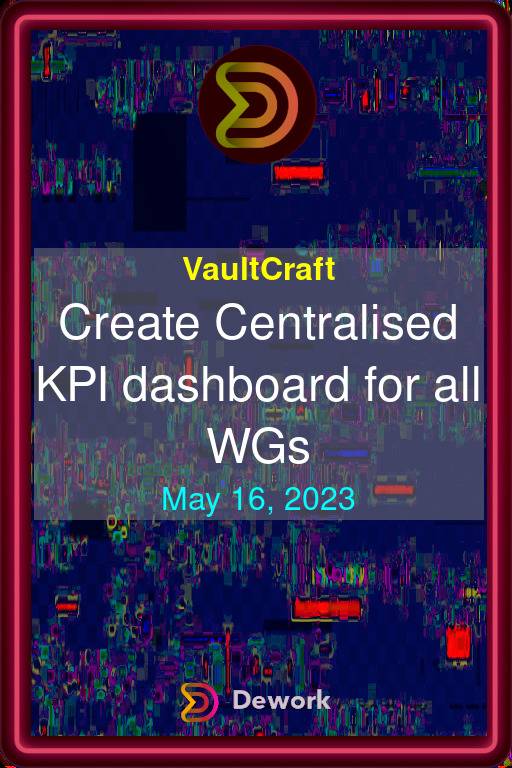 VaultCraft
Create Centralised
KPI dashboard for all
WGs
May 16, 2023
Dework